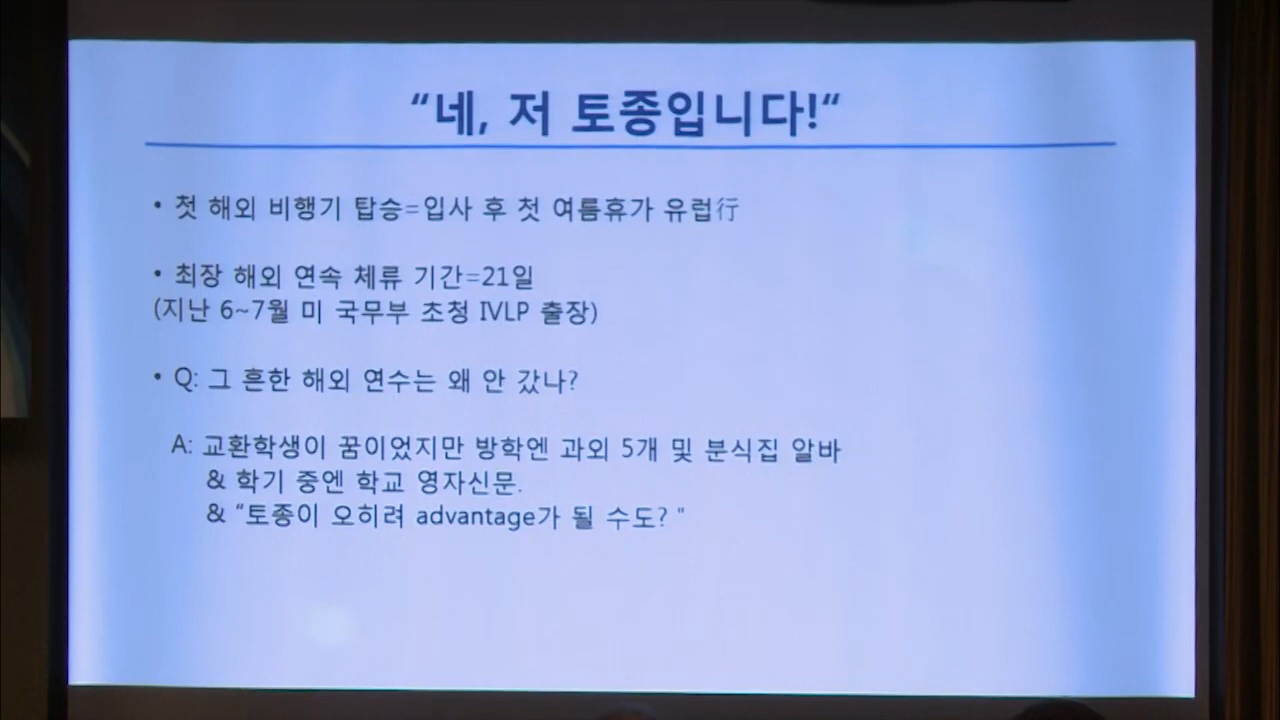 “네, 저 토종입니다!“
• 첫 해외 비행기 탑승=입사 후 첫 여름휴가 유럽行
• 최장 해외 연속 체류 기간=21일
(지난 6~7월 미 국무부 초청 IVLP 출장)
• Q: 그 흔한 해외 연수는 왜 안 갔나?
A: 교환학생이 꿈이었지만 방학엔 과외 5개 및 분식집 알바
& 학기 중엔 학교 영자신문.
& “토종이 오히려 advantage가 될 수도? "